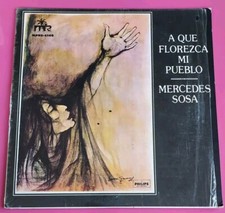 A QUE
FLOREZCA
MI
PUEBLO
MERCEDES
SOSA
PHILIPS